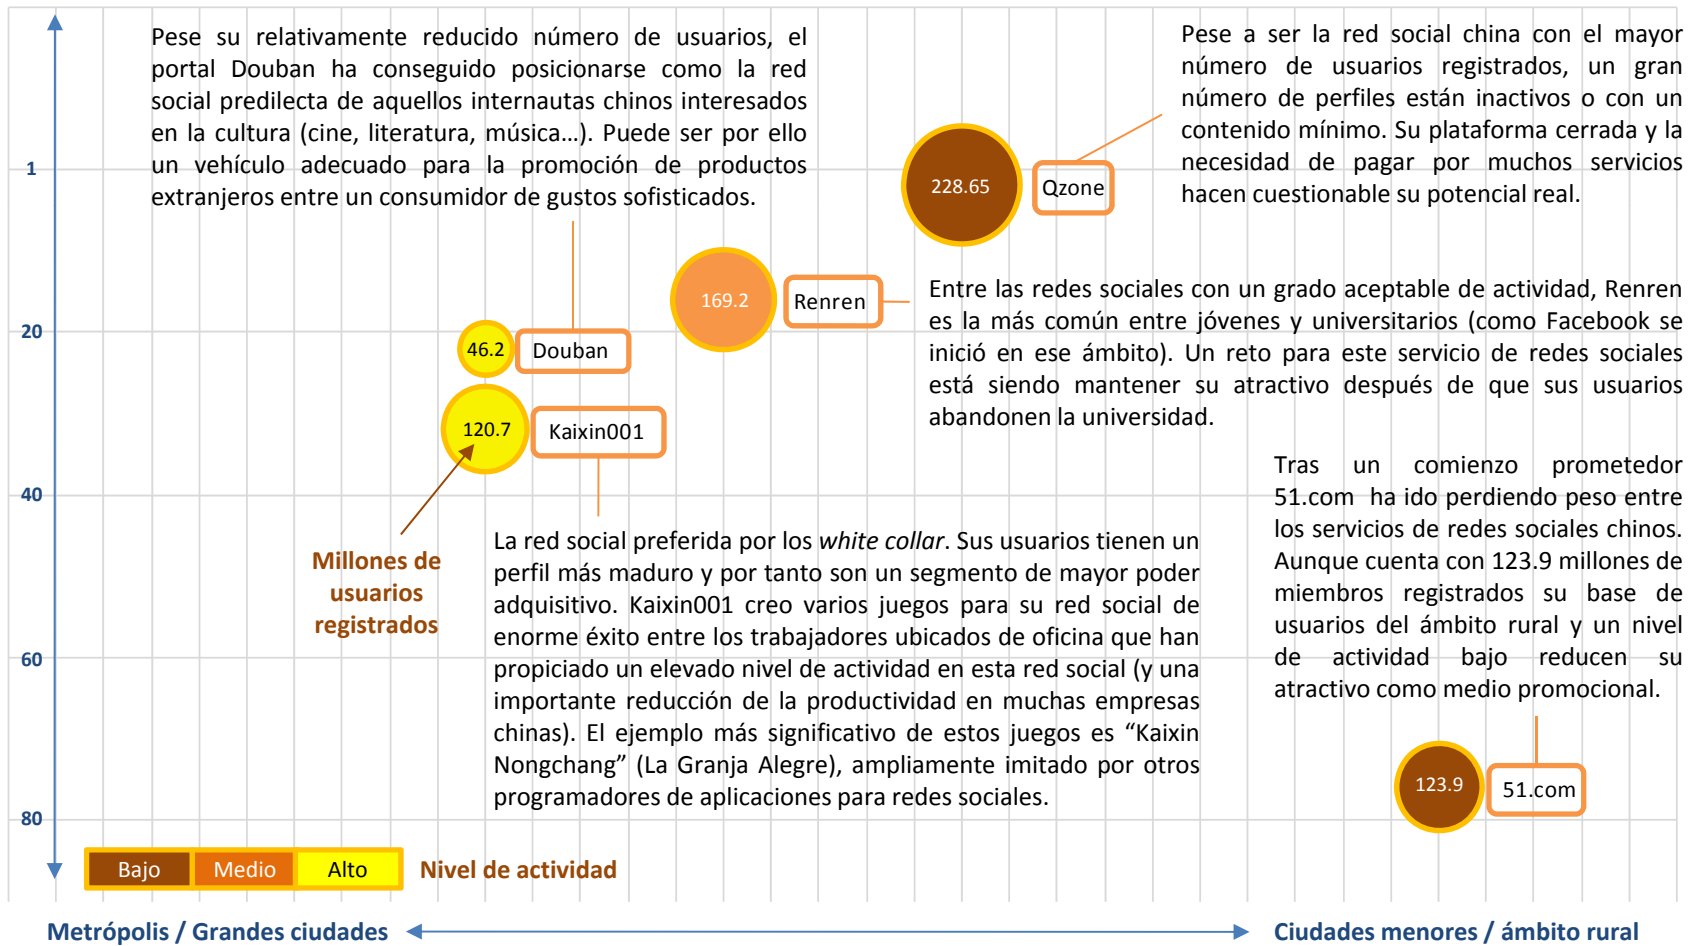 Pese su relativamente reducido número de usuarios, el
portal Douban ha conseguido posicionarse como la red
social predilecta de aquellos internautas chinos interesados
en la cultura (cine, literatura, música...). Puede ser por ello
un vehículo adecuado para la promoción de productos
extranjeros entre un consumidor de gustos sofisticados.
Pese a ser la red social china con el mayor
número de usuarios registrados, un gran
número de perfiles están inactivos o con un
contenido mínimo. Su plataforma cerrada y la
necesidad de pagar por muchos servicios
hacen cuestionable su potencial real.
1
228.65
Qzone
169.2
Renren
Entre las redes sociales con un grado aceptable de actividad, Renren
es la más común entre jóvenes y universitarios (como Facebook se
inició en ese ámbito). Un reto para este servicio de redes sociales
está siendo mantener su atractivo después de que sus usuarios
abandonen la universidad.
20
46.2
Douban
120.7
Kaixin001
40
Millones de
usuarios
registrados
La red social preferida por los white collar. Sus usuarios tienen un
perfil más maduro y por tanto son un segmento de mayor poder
adquisitivo. Kaixin001 creo varios juegos para su red social de
enorme éxito entre los trabajadores ubicados de oficina que han
propiciado un elevado nivel de actividad en esta red social (y una
importante reducción de la productividad en muchas empresas
chinas). El ejemplo más significativo de estos juegos es “Kaixin
Nongchang” (La Granja Alegre), ampliamente imitado por otros
programadores de aplicaciones para redes sociales.
Tras un comienzo prometedor
51.com ha ido perdiendo peso entre
los servicios de redes sociales chinos.
Aunque cuenta con 123.9 millones de
miembros registrados su base de
usuarios del ámbito rural y un nivel
de actividad bajo reducen su
atractivo como medio promocional.
60
123.9
51.com
80
Bajo
Medio
Alto
Nivel de actividad
Metrópolis / Grandes ciudades
Ciudades menores / ámbito rural